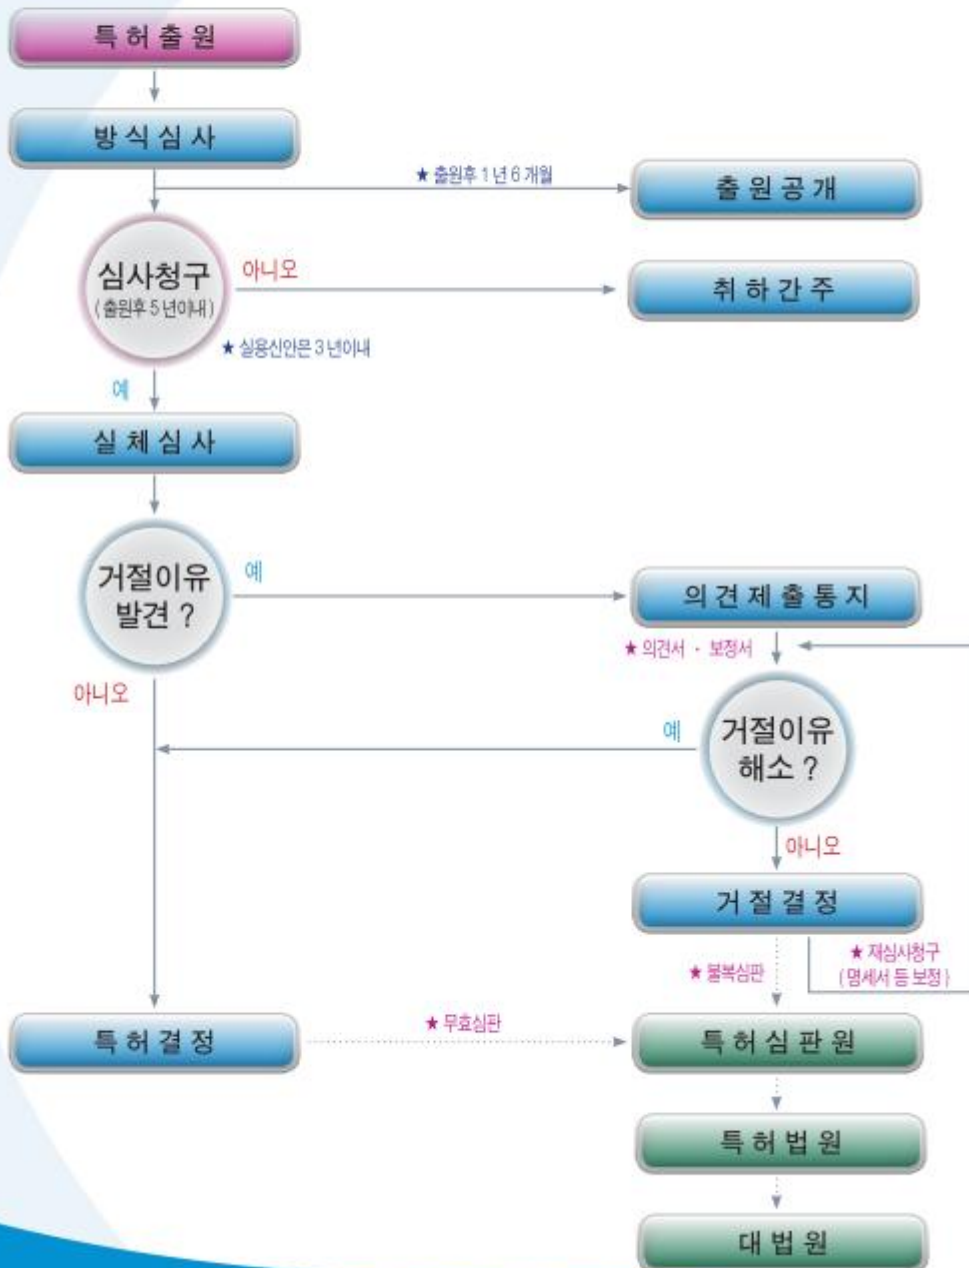 특허출원
방식심사
★ 출원후 1년 6개월
출원공개
심사청구
(출원후 5년이내)
아니오
취하간주
★ 실용신안은 3년이내
예
실체심사
거절이유
발견 ?
예
의견제출통지
★ 의견서 · 보정서
아니오
예
거절이유
해소 ?
아니오
거절결정
★ 불복심판
★ 재심사청구
(명세서 등 보정)
특허결정
★ 무효심판
특허심판원
특허법원
대법원